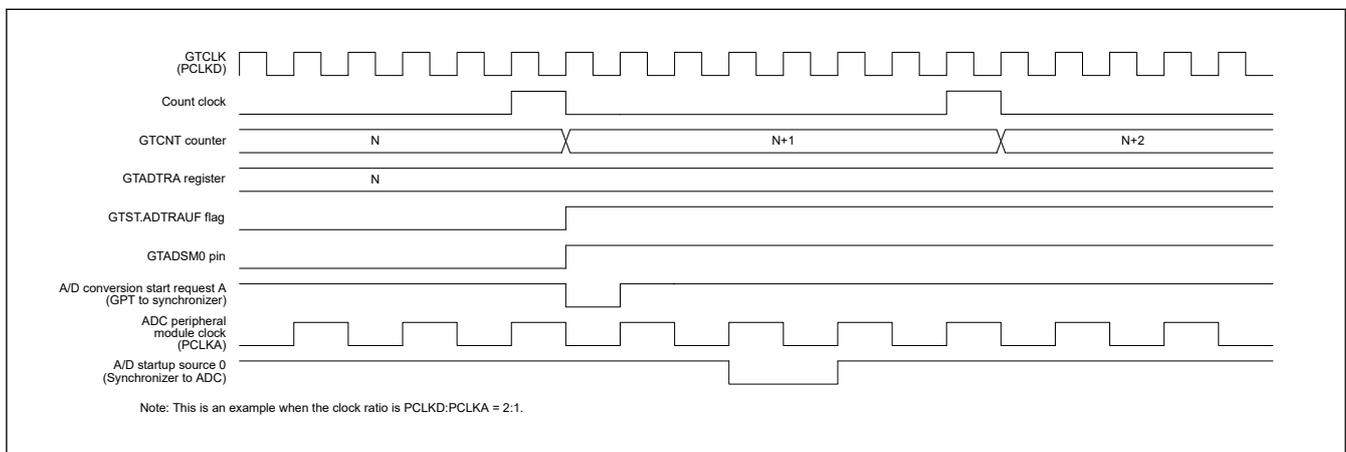 GTCLK
(PCLKD)
Count clock
GTCNT counter
N
N+1
N+2
GTADTRA register
N
GTST.ADTRAUF flag
GTADSM0 pin
A/D conversion start request A
(GPT to synchronizer)
ADC peripheral
module clock
(PCLKA)
A/D startup source 0
(Synchronizer to ADC)
Note: This is an example when the clock ratio is PCLKD:PCLKA = 2:1.